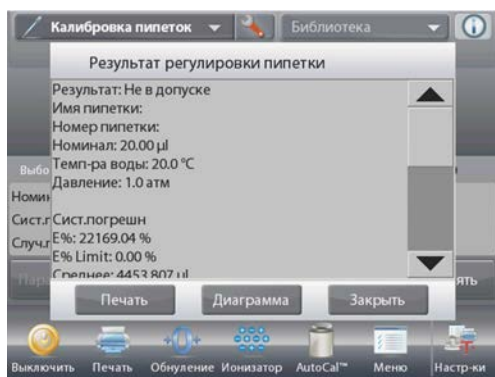 Калибровка пипеток
Библиотека
Результат регулировки пипетки
Результат: Не в допуске
Имя пипетки:
Номер пипетки:
Номинал: 20.00 µl
Темп-ра воды: 20.0 °C
Давление: 1.0 атм
Сист.погрешн
E%: 22169.04 %
E% Limit: 0.00 %
Среднее: 4453.807 µl
Печать Диаграмма Закрыть
Выключить Печать Обнуление Ионизатор AutoCal™ Меню Настр-ки